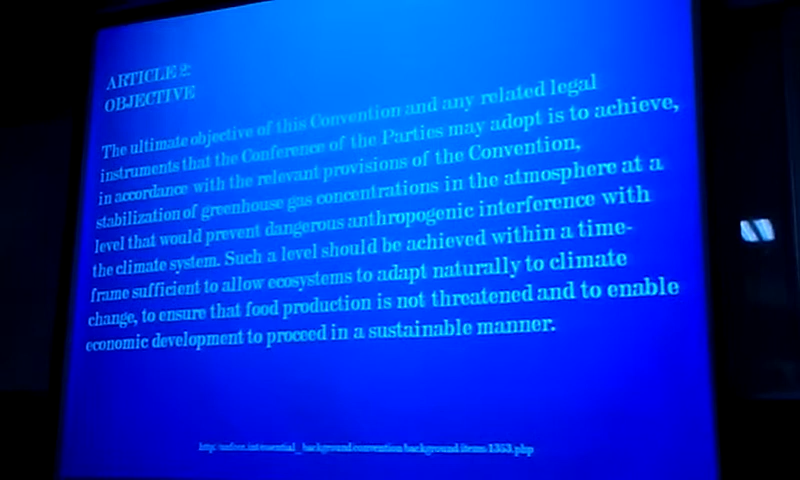 ARTICLE 2:
OBJECTIVE
The ultimate objective of this Convention and any related legal
instruments that the Conference of the Parties may adopt is to achieve,
in accordance with the relevant provisions of the Convention,
stabilization of greenhouse gas concentrations in the atmosphere at a
level that would prevent dangerous anthropogenic interference with
the climate system. Such a level should be achieved within a time-
frame sufficient to allow ecosystems to adapt naturally to climate
change, to ensure that food production is not threatened and to enable
economic development to proceed in a sustainable manner.